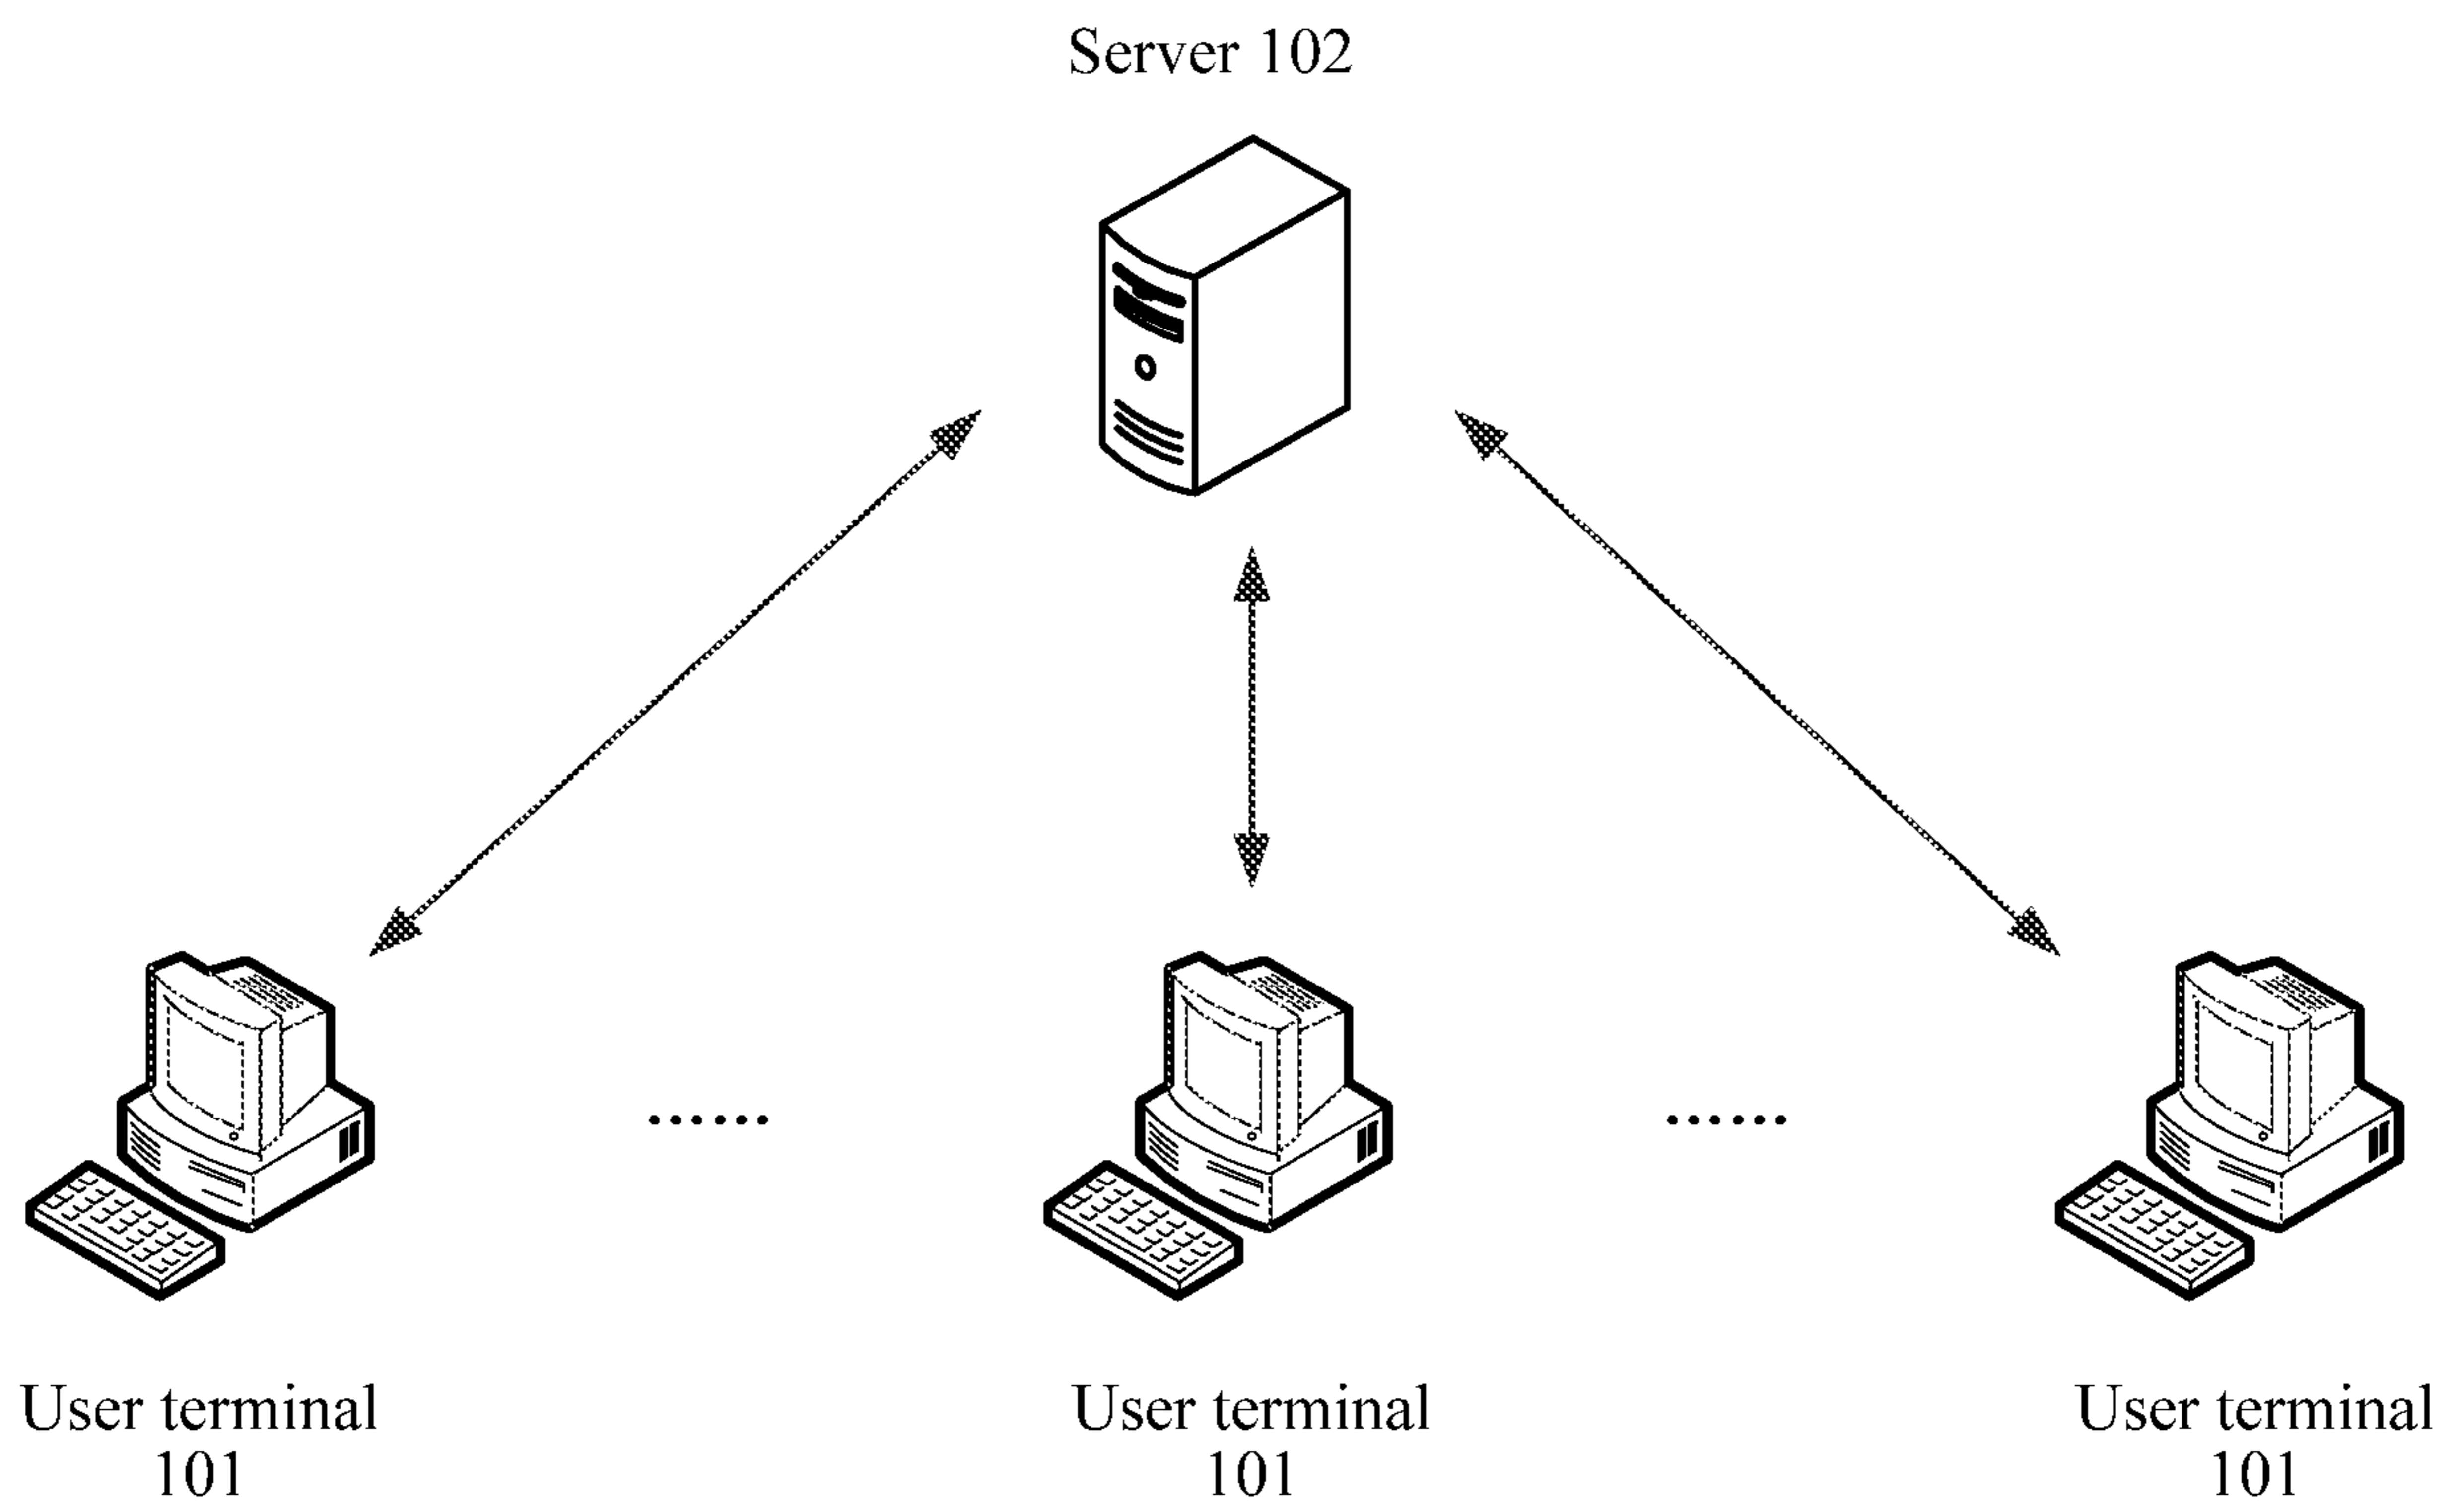 Server 102
......
......
User terminal
101
User terminal
101
User terminal
101